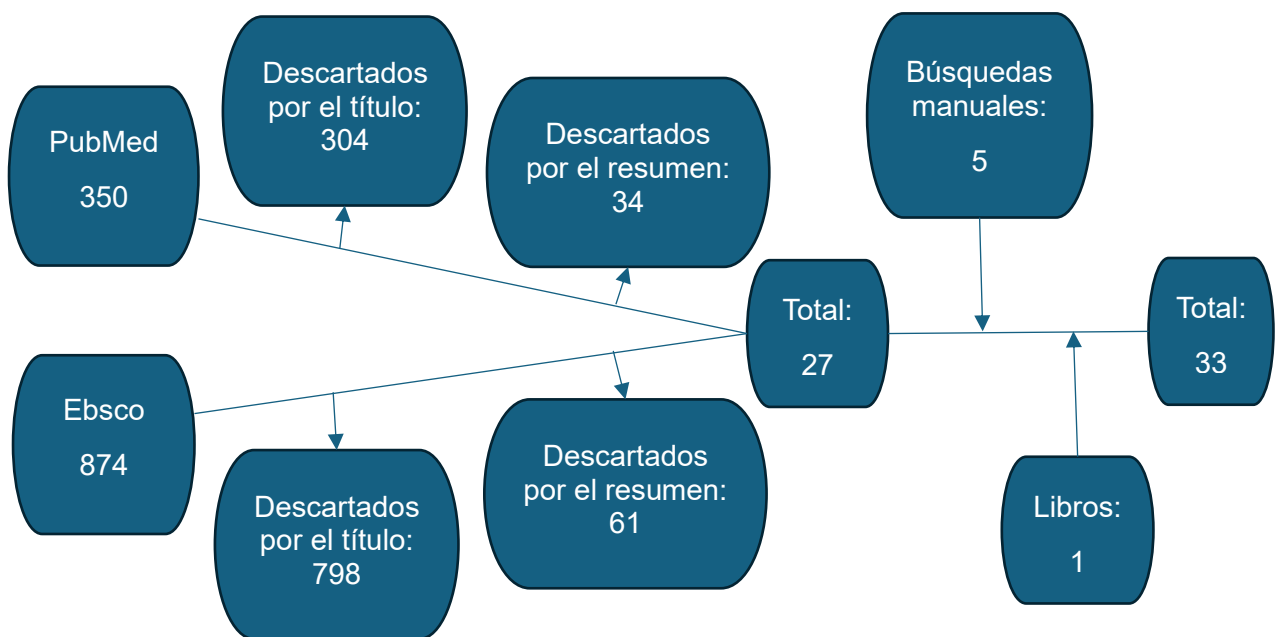 PubMed
350
Descartados
por el título:
304
Descartados
por el resumen:
34
Búsquedas
manuales:
5
Total:
27
Total:
33
Ebsco
874
Descartados
por el título:
798
Descartados
por el resumen:
61
Libros:
1